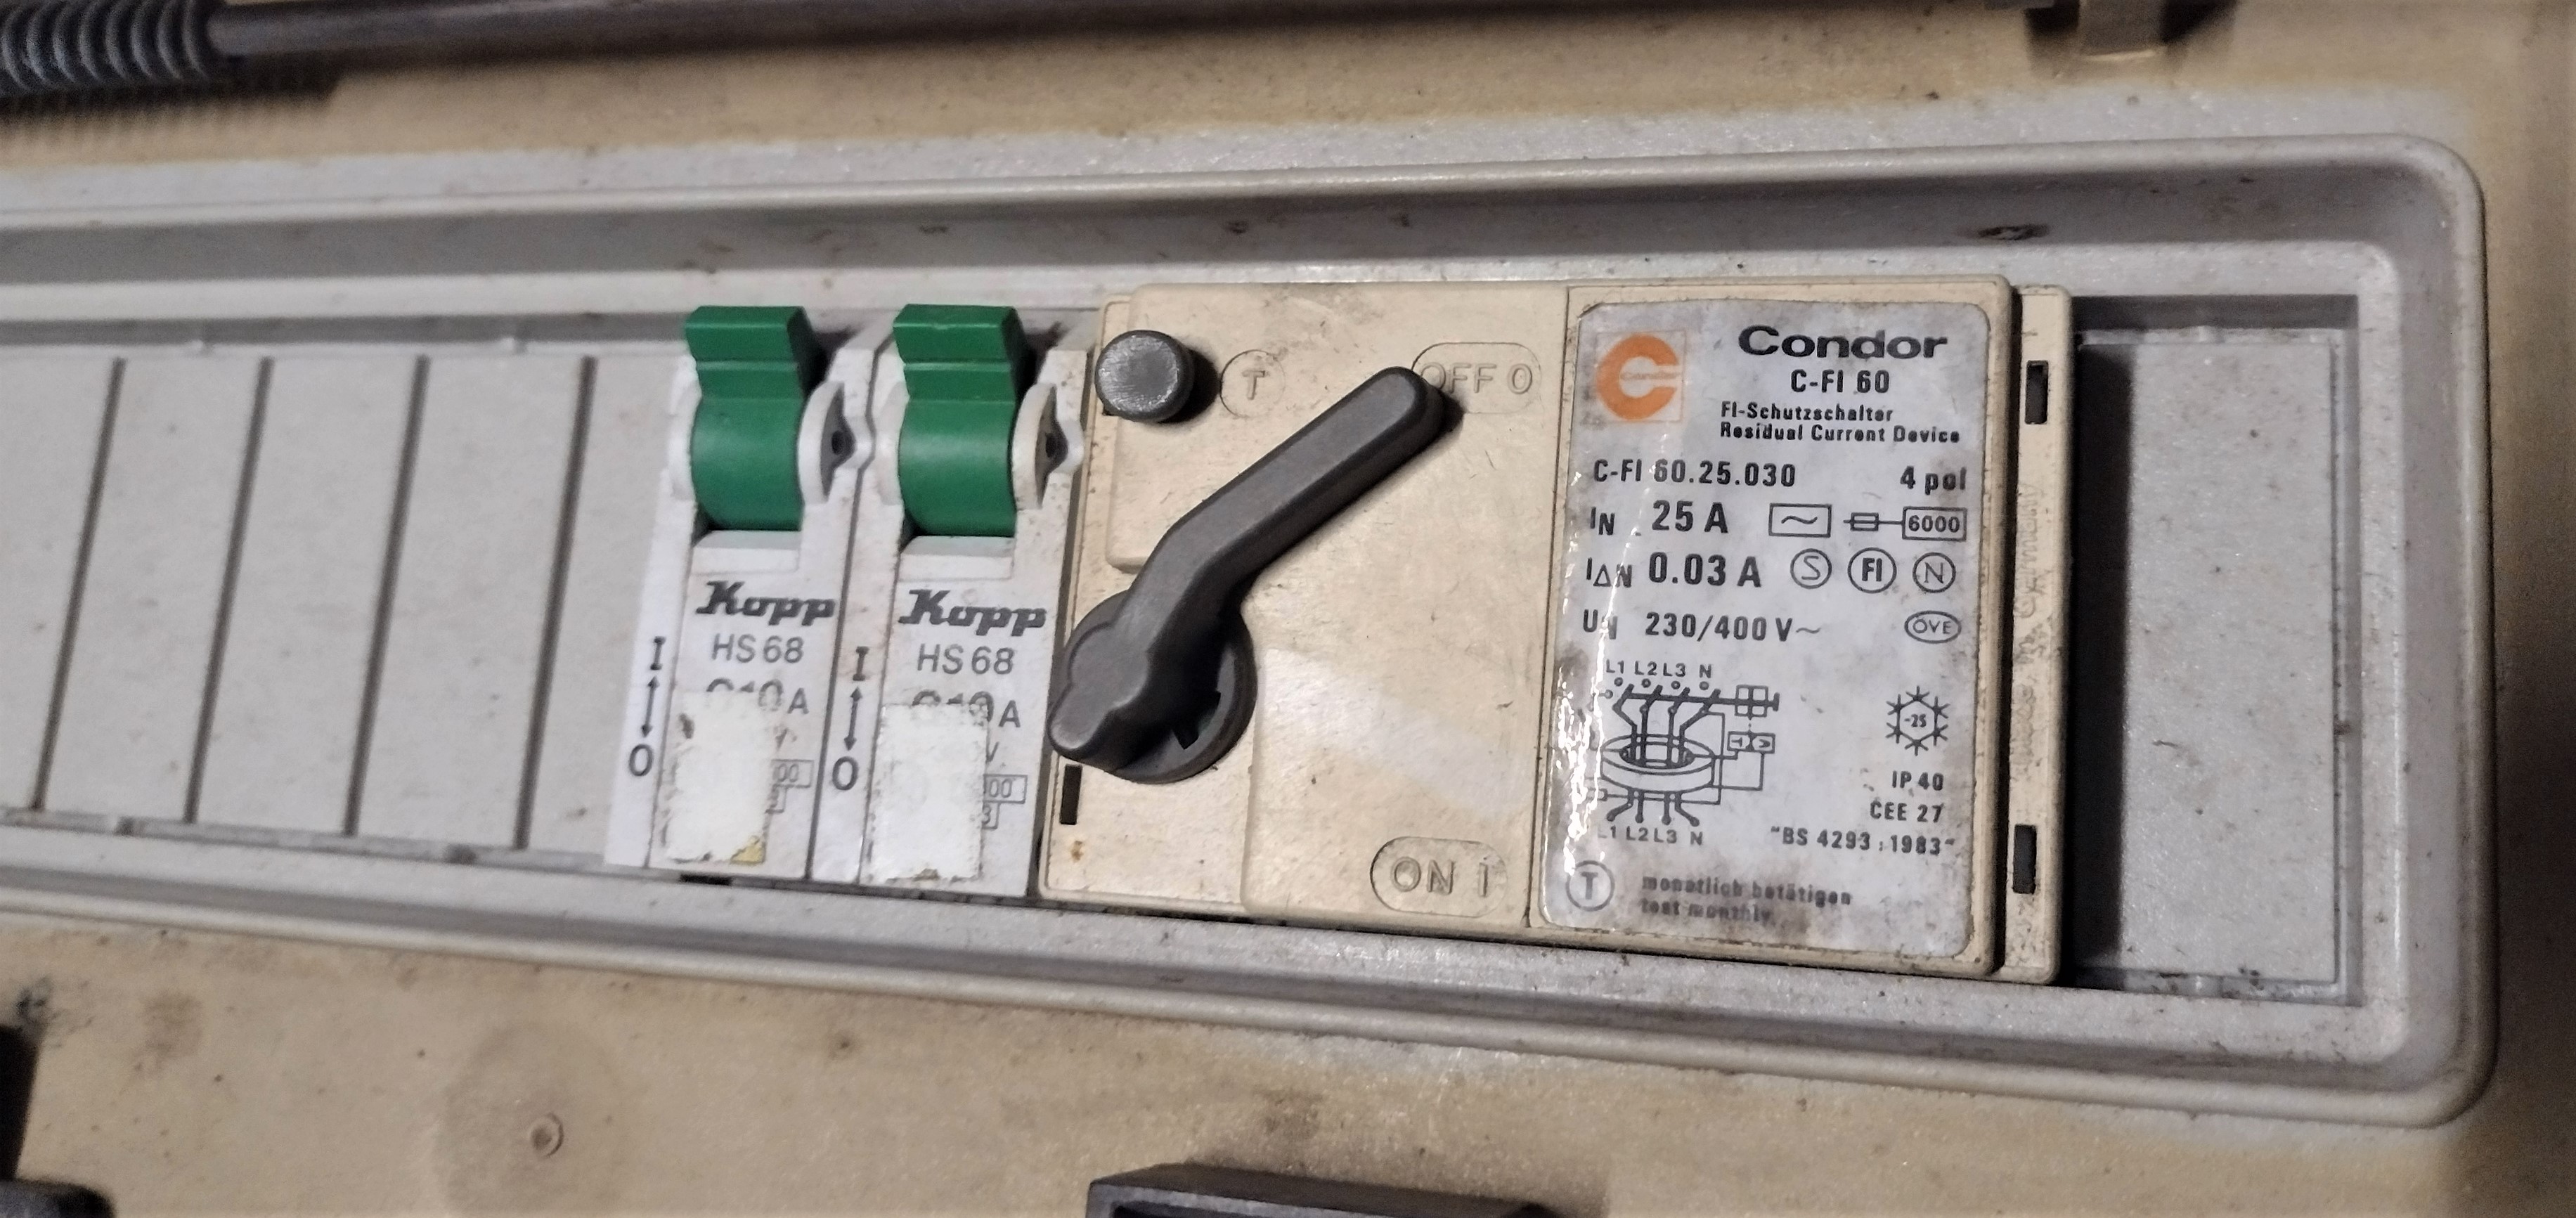 Kopp
HS 68
A
I
O
Kopp
HS 68
A
I
O
T
OFF 0
ON 1
Condor
C-FI 60
FI-Schutzschalter
Residual Current Device
C-FI 60.25.030 4 pol
IN 25 A ~ 6000
I∆N 0.03 A S FI N
UN 230/400 V~ ÖVE
L1 L2 L3 N
-25
L1 L2 L3 N
IP 40
CEE 27
"BS 4293:1983"
T monatlich betätigen
test monthly